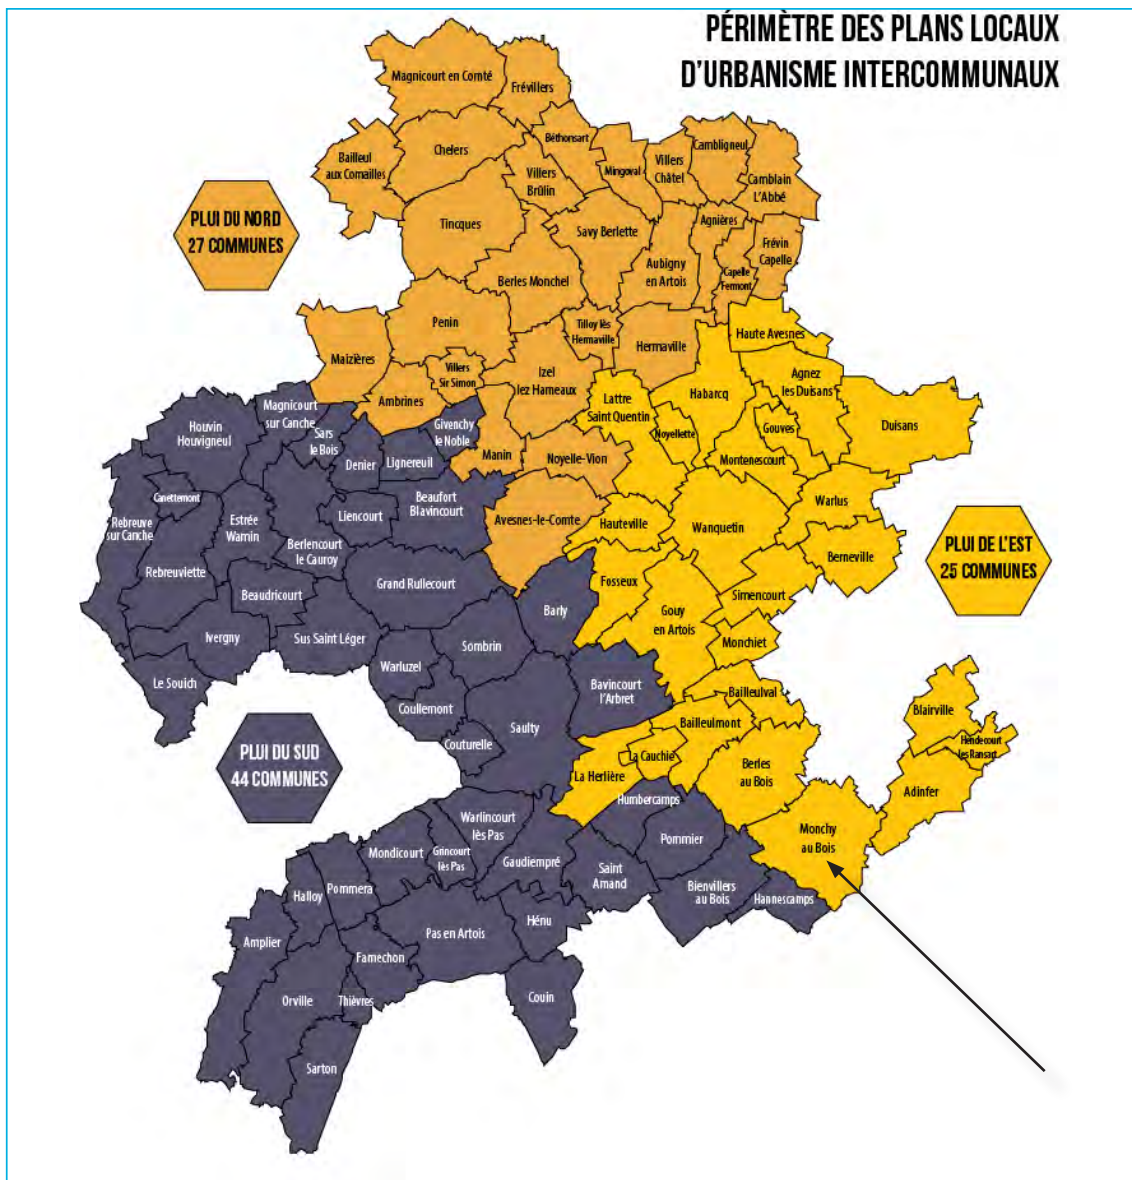 PÉRIMÈTRE DES PLANS LOCAUX
D'URBANISME INTERCOMMUNAUX
Magnicourt en Comté
Frévillers
Béthonsart
Cambligneul
Bailleul
aux Cornailles
Chelers
Villers
Brûlin
Mingoval
Villers
Châtel
Camblain
L'Abbé
PLUI DU NORD
27 COMMUNES
Tincques
Savy Berlette
Agnières
Frévin
Capelle
Berles Monchel
Aubigny
en Artois
Capelle
Fermont
Penin
Tilloy lès
Hermaville
Hermaville
Haute Avesnes
Maizières
Villers
Sir Simon
Izel
lez Hameaux
Agnez
les Duisans
Ambrines
Lattre
Saint Quentin
Habarcq
Magnicourt
sur Canche
Houvin
Houvigneul
Sars
le Bois
Givenchy
le Noble
Noyellette
Gouves
Duisans
Denier
Lignereuil
Manin
Noyelle-Vion
Montenescourt
Canettemont
Beaufort
Blavincourt
Warlus
Rebreuve
sur Canche
Estrée
Wamin
Liencourt
Avesnes-le-Comte
Hauteville
Wanquetin
Berlencourt
le Cauroy
Berneville
PLUI DE L'EST
25 COMMUNES
Rebreuviette
Grand Rullecourt
Fosseux
Beaudricourt
Simencourt
Barly
Gouy
en Artois
Ivergny
Sus Saint Léger
Sombrin
Monchiet
Warluzel
Le Souich
Bavincourt
l'Arbret
Bailleulval
Coullemont
Blairville
Saulty
Bailleulmont
Couturelle
Hendecourt
les Ransart
PLUI DU SUD
44 COMMUNES
La Cauchie
La Herlière
Berles
au Bois
Adinfer
Humbercamps
Warlincourt
lès Pas
Monchy
au Bois
Mondicourt
Grincourt
lès Pas
Gaudiempré
Pommier
Saint
Amand
Halloy
Pommera
Bienvillers
au Bois
Hannescamps
Hénu
Amplier
Pas en Artois
Famechon
Orville
Thièvres
Couin
Sarton